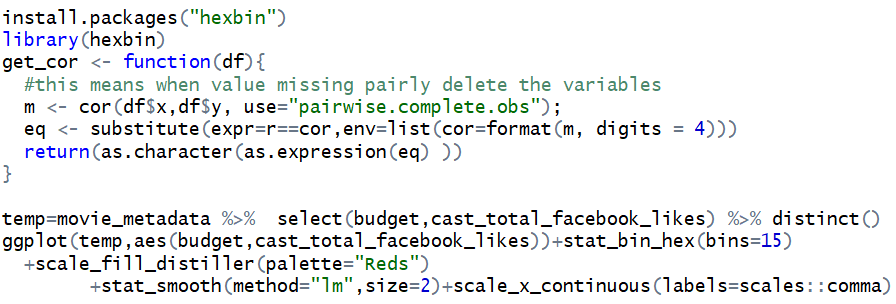 install.packages("hexbin")
library(hexbin)
get_cor <- function(df){
  #this means when value missing pairly delete the variables
  m <- cor(df$x,df$y, use="pairwise.complete.obs");
  eq <- substitute(expr=r==cor,env=list(cor=format(m, digits = 4)))
  return(as.character(as.expression(eq) ))
}

temp=movie_metadata %>%  select(budget,cast_total_facebook_likes) %>% distinct()
ggplot(temp,aes(budget,cast_total_facebook_likes))+stat_bin_hex(bins=15)
  +scale_fill_distiller(palette="Reds")
        +stat_smooth(method="lm",size=2)+scale_x_continuous(labels=scales::comma)